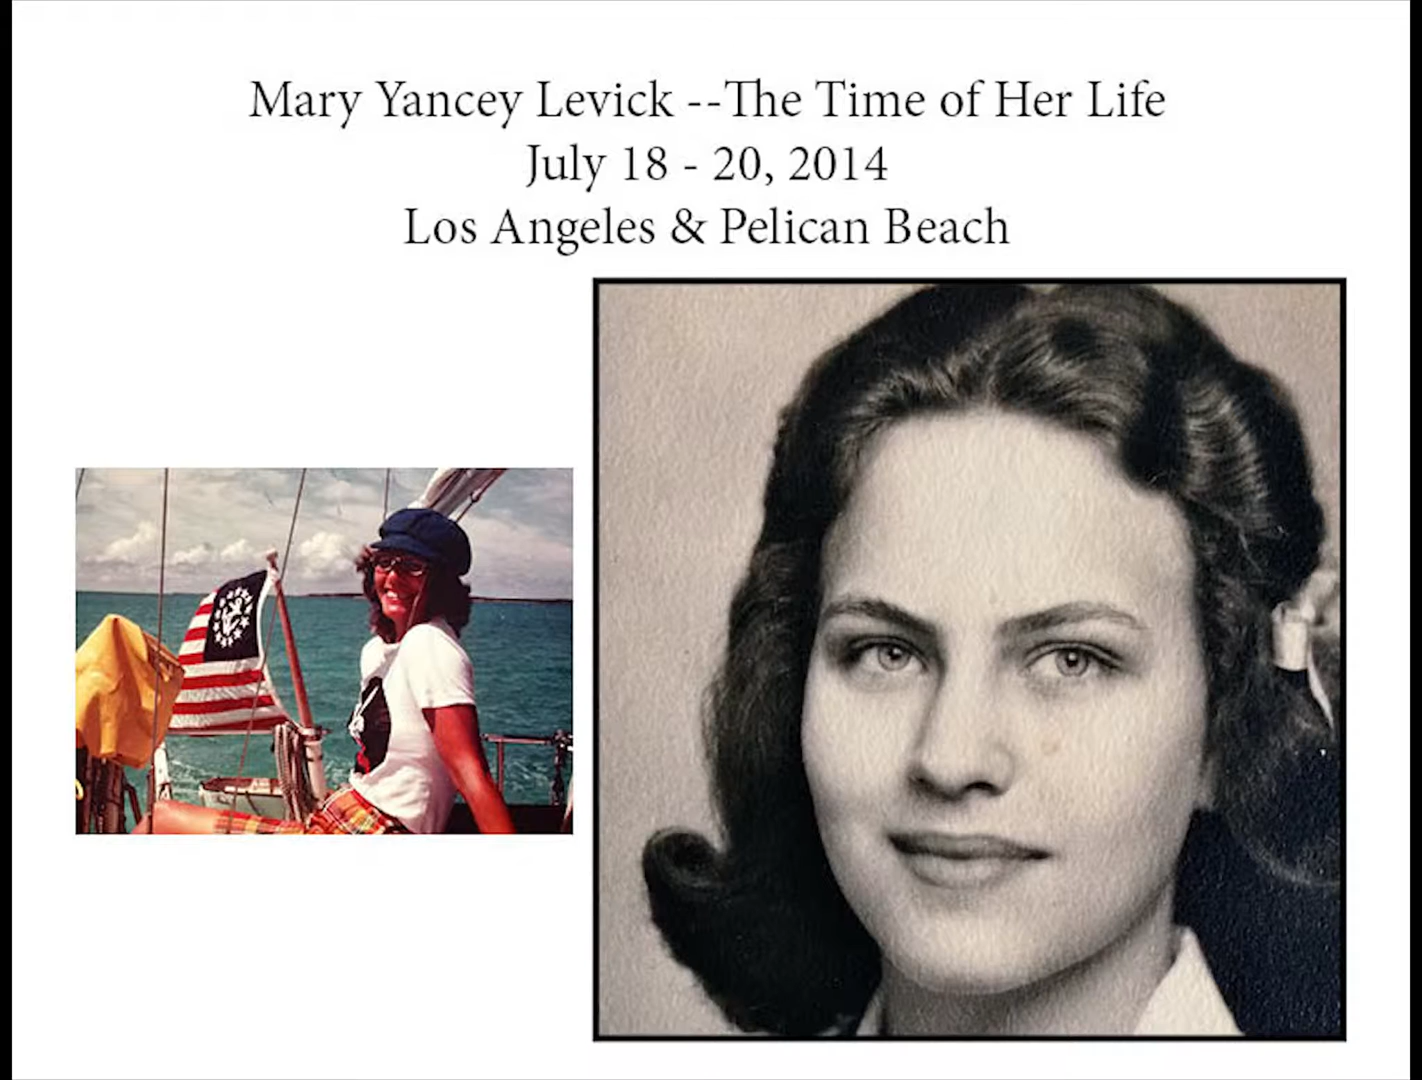 Mary Yancey Levick --The Time of Her Life
July 18 - 20, 2014
Los Angeles & Pelican Beach